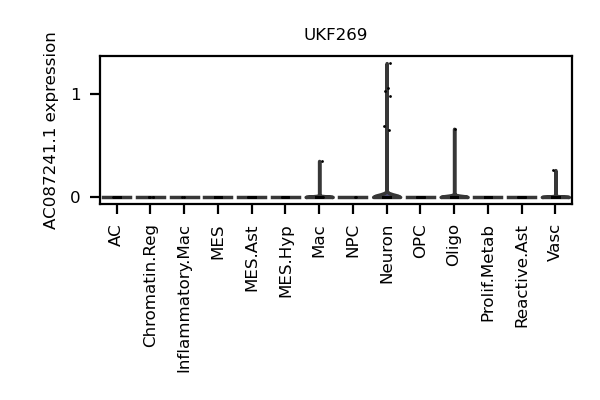 UKF269
AC087241.1 expression
1
0
AC
Chromatin.Reg
Inflammatory.Mac
MES
MES.Ast
MES.Hyp
Mac
NPC
Neuron
OPC
Oligo
Prolif.Metab
Reactive.Ast
Vasc